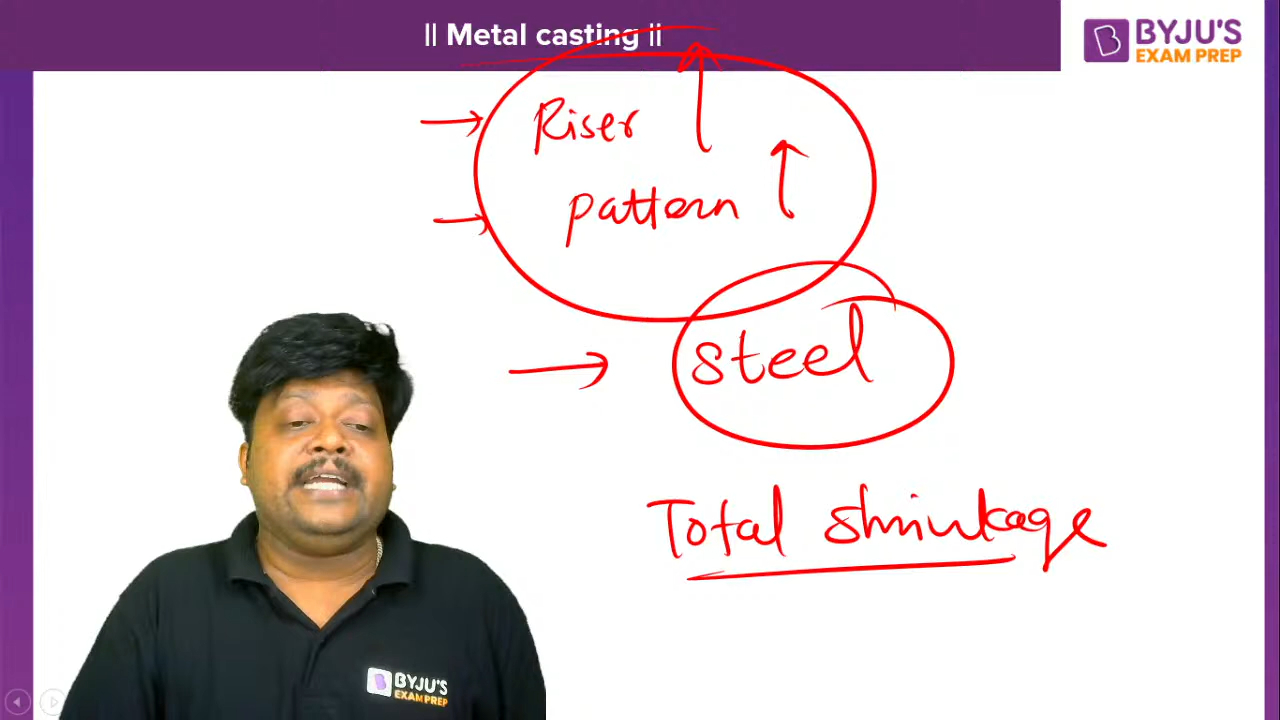 || Metal casting ||
BYJU'S
EXAM PREP
Riser ↑
pattern ↑
→ steel
Total shrinkage
BYJU'S
EXAM PREP